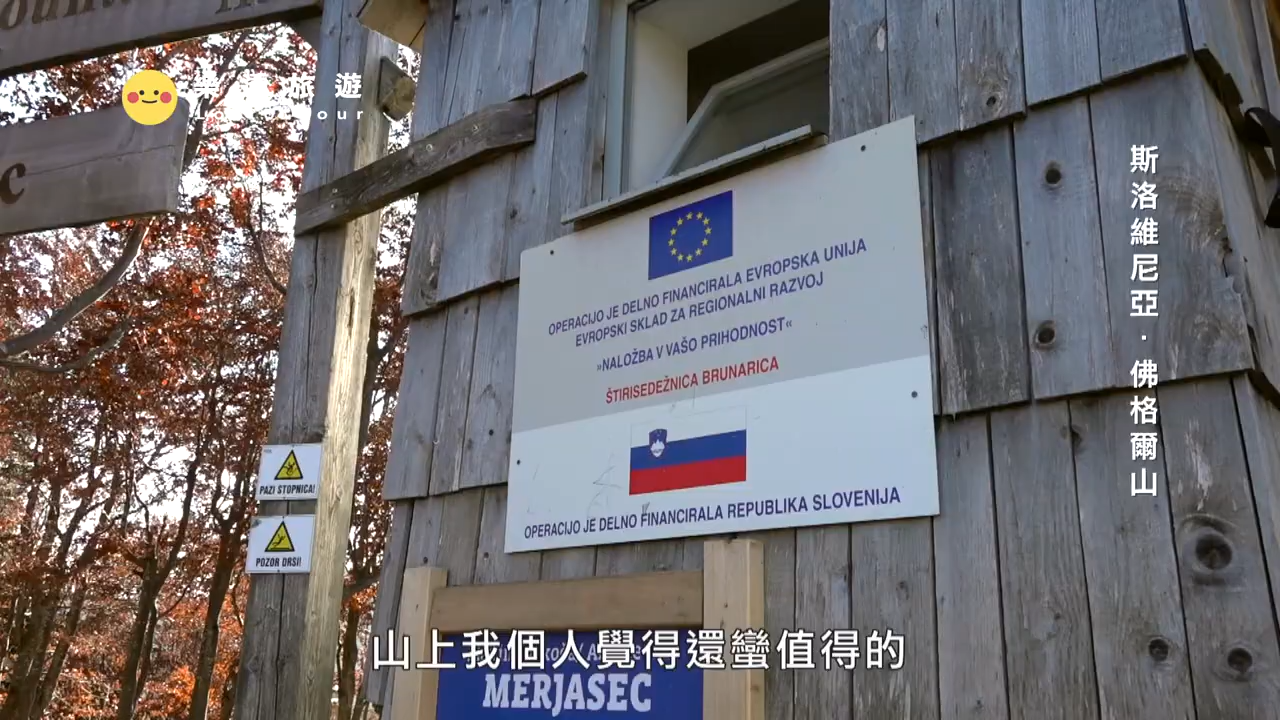 旅遊
斯洛維尼亞·佛格爾山
OPERACIJO JE DELNO FINANCIRALA EVROPSKA UNIJA
EVROPSKI SKLAD ZA REGIONALNI RAZVOJ
»NALOŽBA V VAŠO PRIHODNOST«
ŠTIRISEDEŽNICA BRUNARICA
OPERACIJO JE DELNO FINANCIRALA REPUBLIKA SLOVENIJA
PAZI STOPNICA!
POZOR DRSI!
MERJASEC
山上我個人覺得還蠻值得的